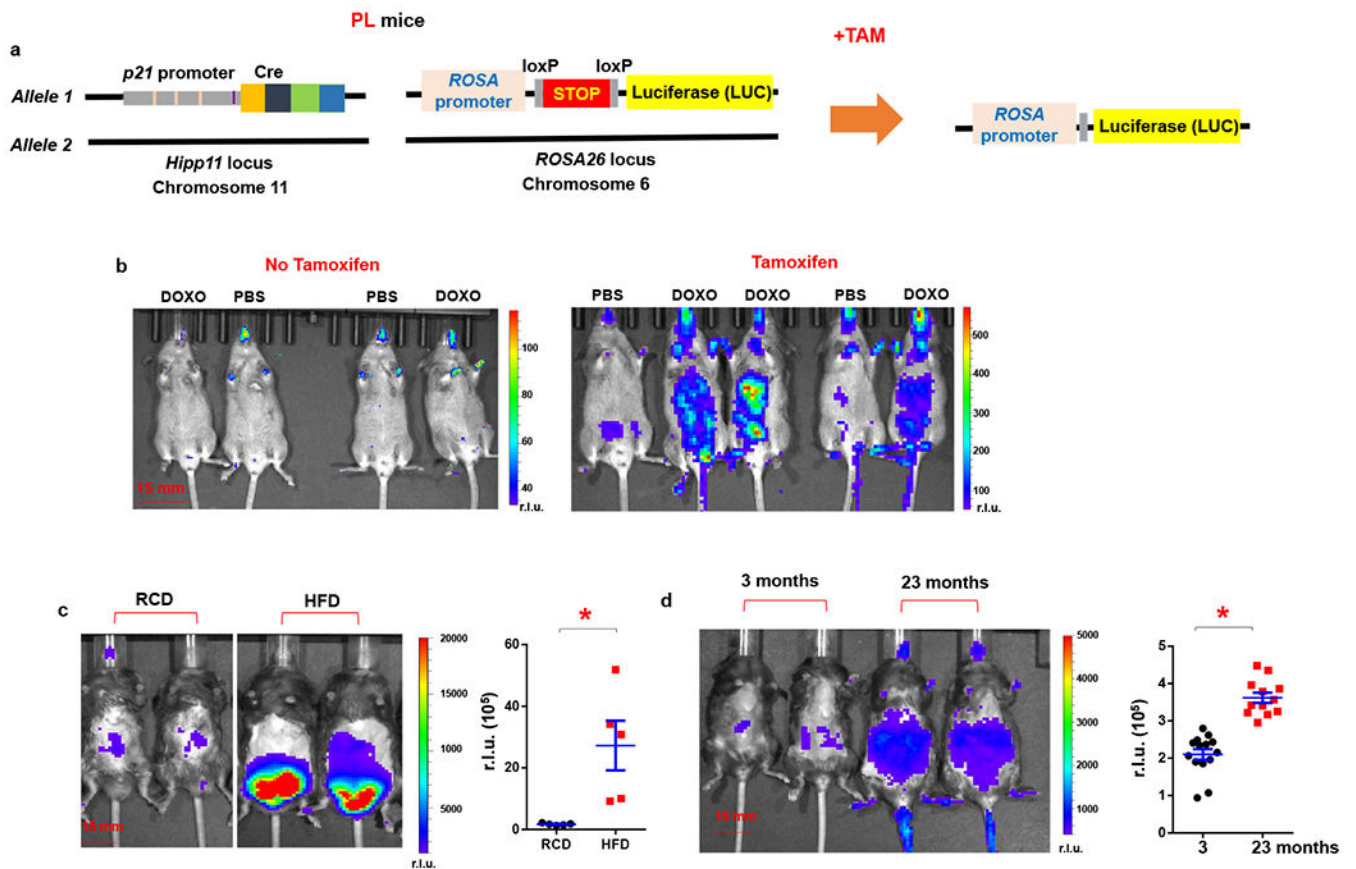 PL mice
+TAM
a
p21 promoter
Cre
loxP
loxP
Allele 1
ROSA
promoter
STOP
Luciferase (LUC)
ROSA
promoter
Luciferase (LUC)
Allele 2
Hipp11 locus
Chromosome 11
ROSA26 locus
Chromosome 6
b
No Tamoxifen
Tamoxifen
DOXO
PBS
PBS
DOXO
PBS
DOXO
DOXO
PBS
DOXO
100
80
60
40
r.l.u.
15 mm
500
400
300
200
100
r.l.u.
c
RCD
HFD
20000
15000
1000
5000
r.l.u.
15 mm
*
r.l.u. (10⁵)
60
40
20
0
RCD
HFD
d
3 months
23 months
5000
4000
3000
2000
1000
r.l.u.
15 mm
*
r.l.u. (10⁵)
5
4
3
2
1
0
3
23 months